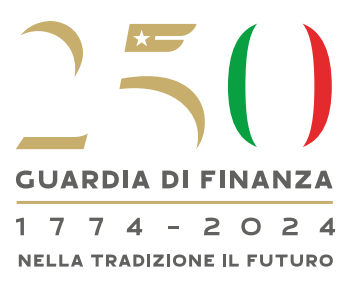 250
GUARDIA DI FINANZA
1774-2024
NELLA TRADIZIONE IL FUTURO